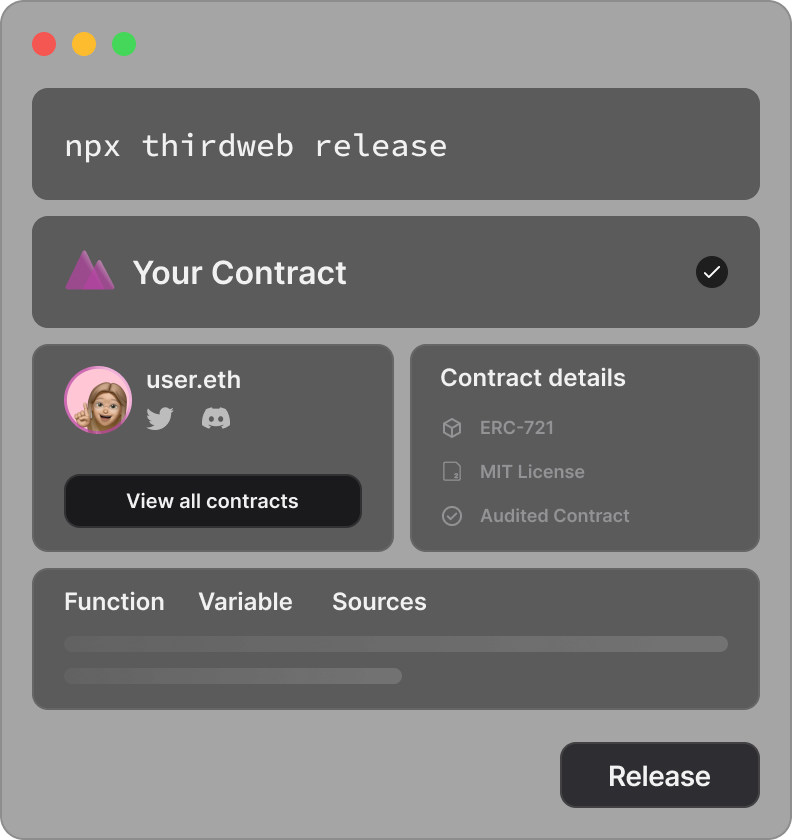 npx thirdweb release
Your Contract
user.eth
View all contracts
Contract details
ERC-721
MIT License
Audited Contract
Function Variable Sources
Release